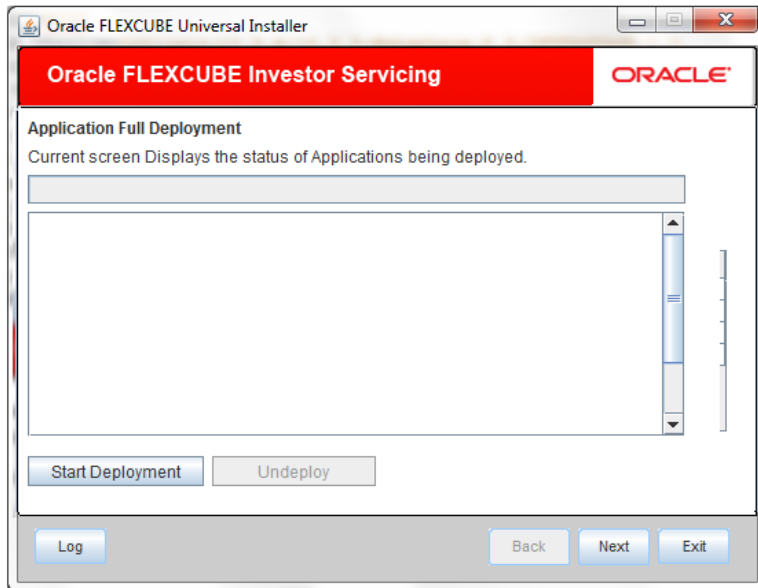 Oracle FLEXCUBE Universal Installer
Oracle FLEXCUBE Investor Servicing
ORACLE
Application Full Deployment
Current screen Displays the status of Applications being deployed.
Start Deployment Undeploy
Log Back Next Exit